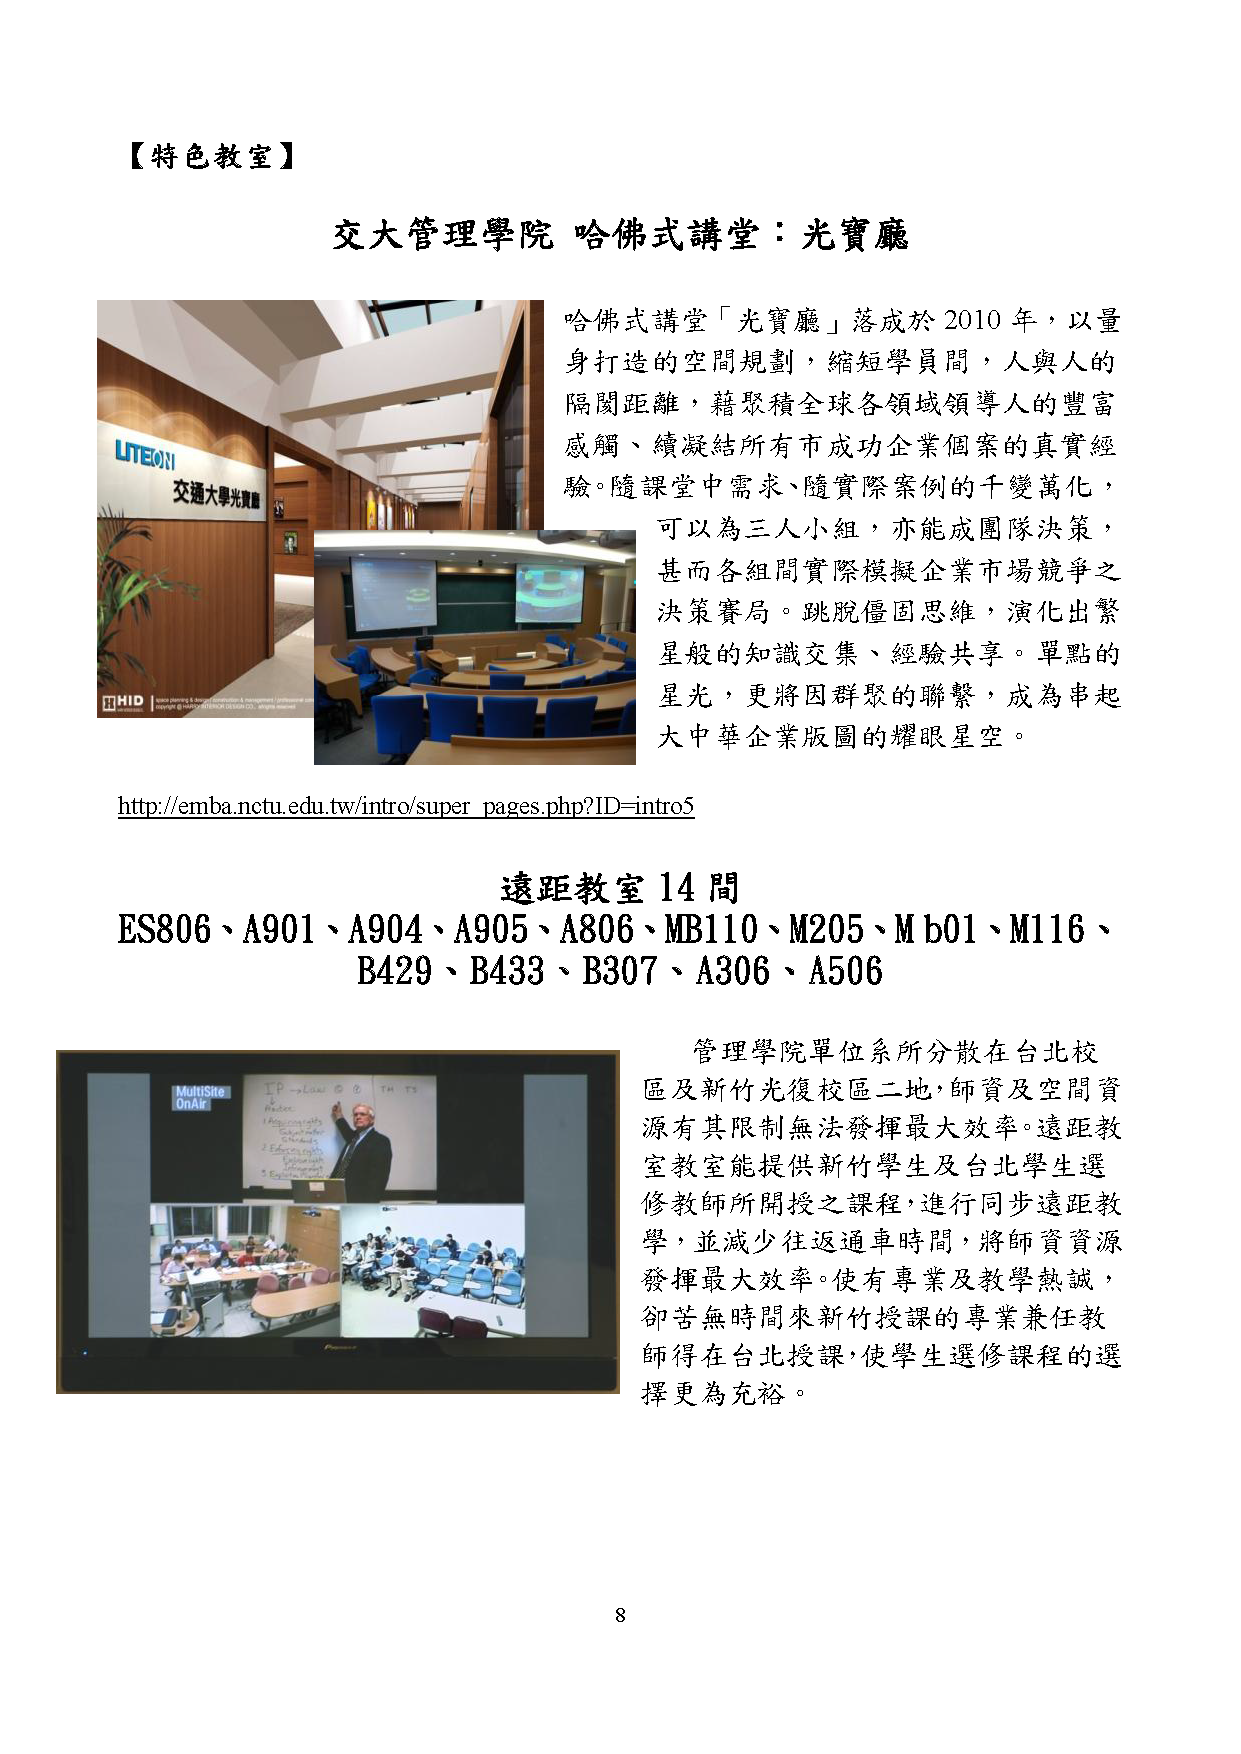 【特色教室】
交大管理學院 哈佛式講堂：光寶廳
LITEON
交通大學光寶廳
HID
哈佛式講堂「光寶廳」落成於 2010 年，以量
身打造的空間規劃，縮短學員間，人與人的
隔閡距離，藉聚積全球各領域領導人的豐富
感觸、續凝結所有市成功企業個案的真實經
驗。隨課堂中需求、隨實際案例的千變萬化，
可以為三人小組，亦能成團隊決策，
甚而各組間實際模擬企業市場競爭之
決策賽局。跳脫僵固思維，演化出繁
星般的知識交集、經驗共享。單點的
星光，更將因群聚的聯繫，成為串起
大中華企業版圖的耀眼星空。
http://emba.nctu.edu.tw/intro/super_pages.php?ID=intro5
遠距教室 14 間
ES806、A901、A904、A905、A806、MB110、M205、M b01、M116、
B429、B433、B307、A306、A506
MultiSite
OnAir
管理學院單位系所分散在台北校
區及新竹光復校區二地，師資及空間資
源有其限制無法發揮最大效率。遠距教
室教室能提供新竹學生及台北學生選
修教師所開授之課程，進行同步遠距教
學，並減少往返通車時間，將師資資源
發揮最大效率。使有專業及教學熱誠，
卻苦無時間來新竹授課的專業兼任教
師得在台北授課，使學生選修課程的選
擇更為充裕。
8